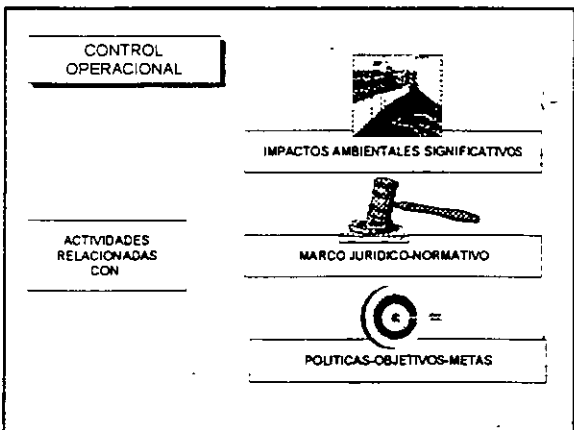 CONTROL
OPERACIONAL
IMPACTOS AMBIENTALES SIGNIFICATIVOS
ACTIVIDADES
RELACIONADAS
CON
MARCO JURIDICO-NORMATIVO
POLITICAS-OBJETIVOS-METAS